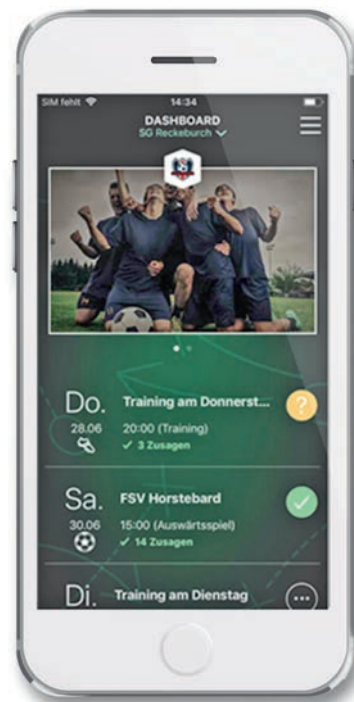 SIM fehlt 14:34
DASHBOARD
SG Reckeburch
Do. Training am Donnerst... ?
28.06 20:00 (Training)
✓ 3 Zusagen
Sa. FSV Horstebard
30.06 15:00 (Auswärtsspiel)
✓ 14 Zusagen
Di. Training am Dienstag